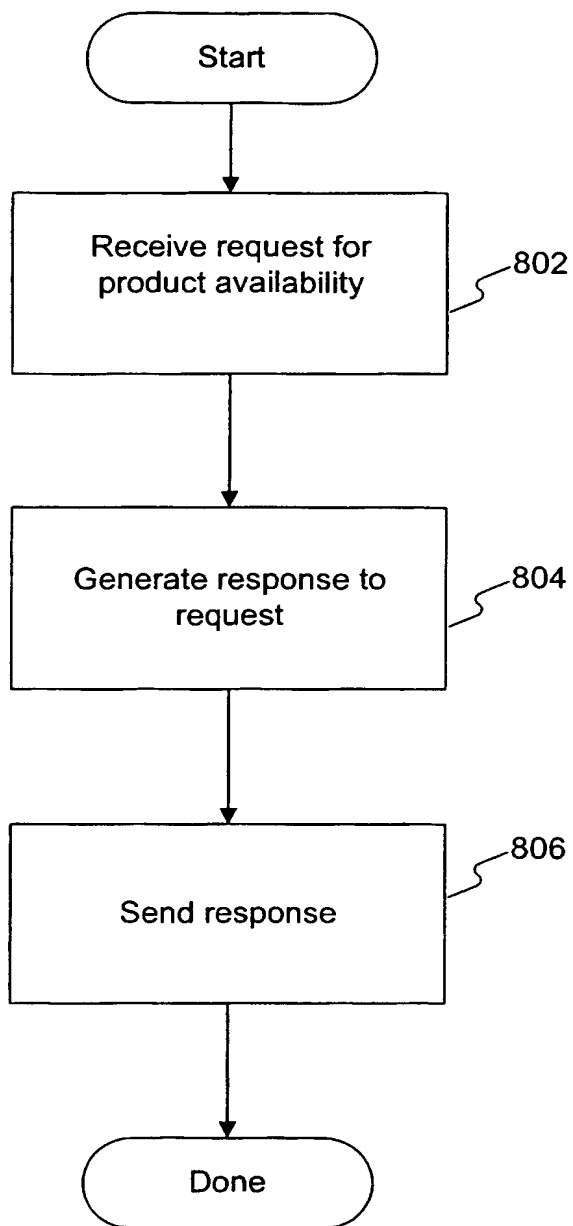 Start
Receive request for
product availability
802
Generate response to
request
804
Send response
806
Done